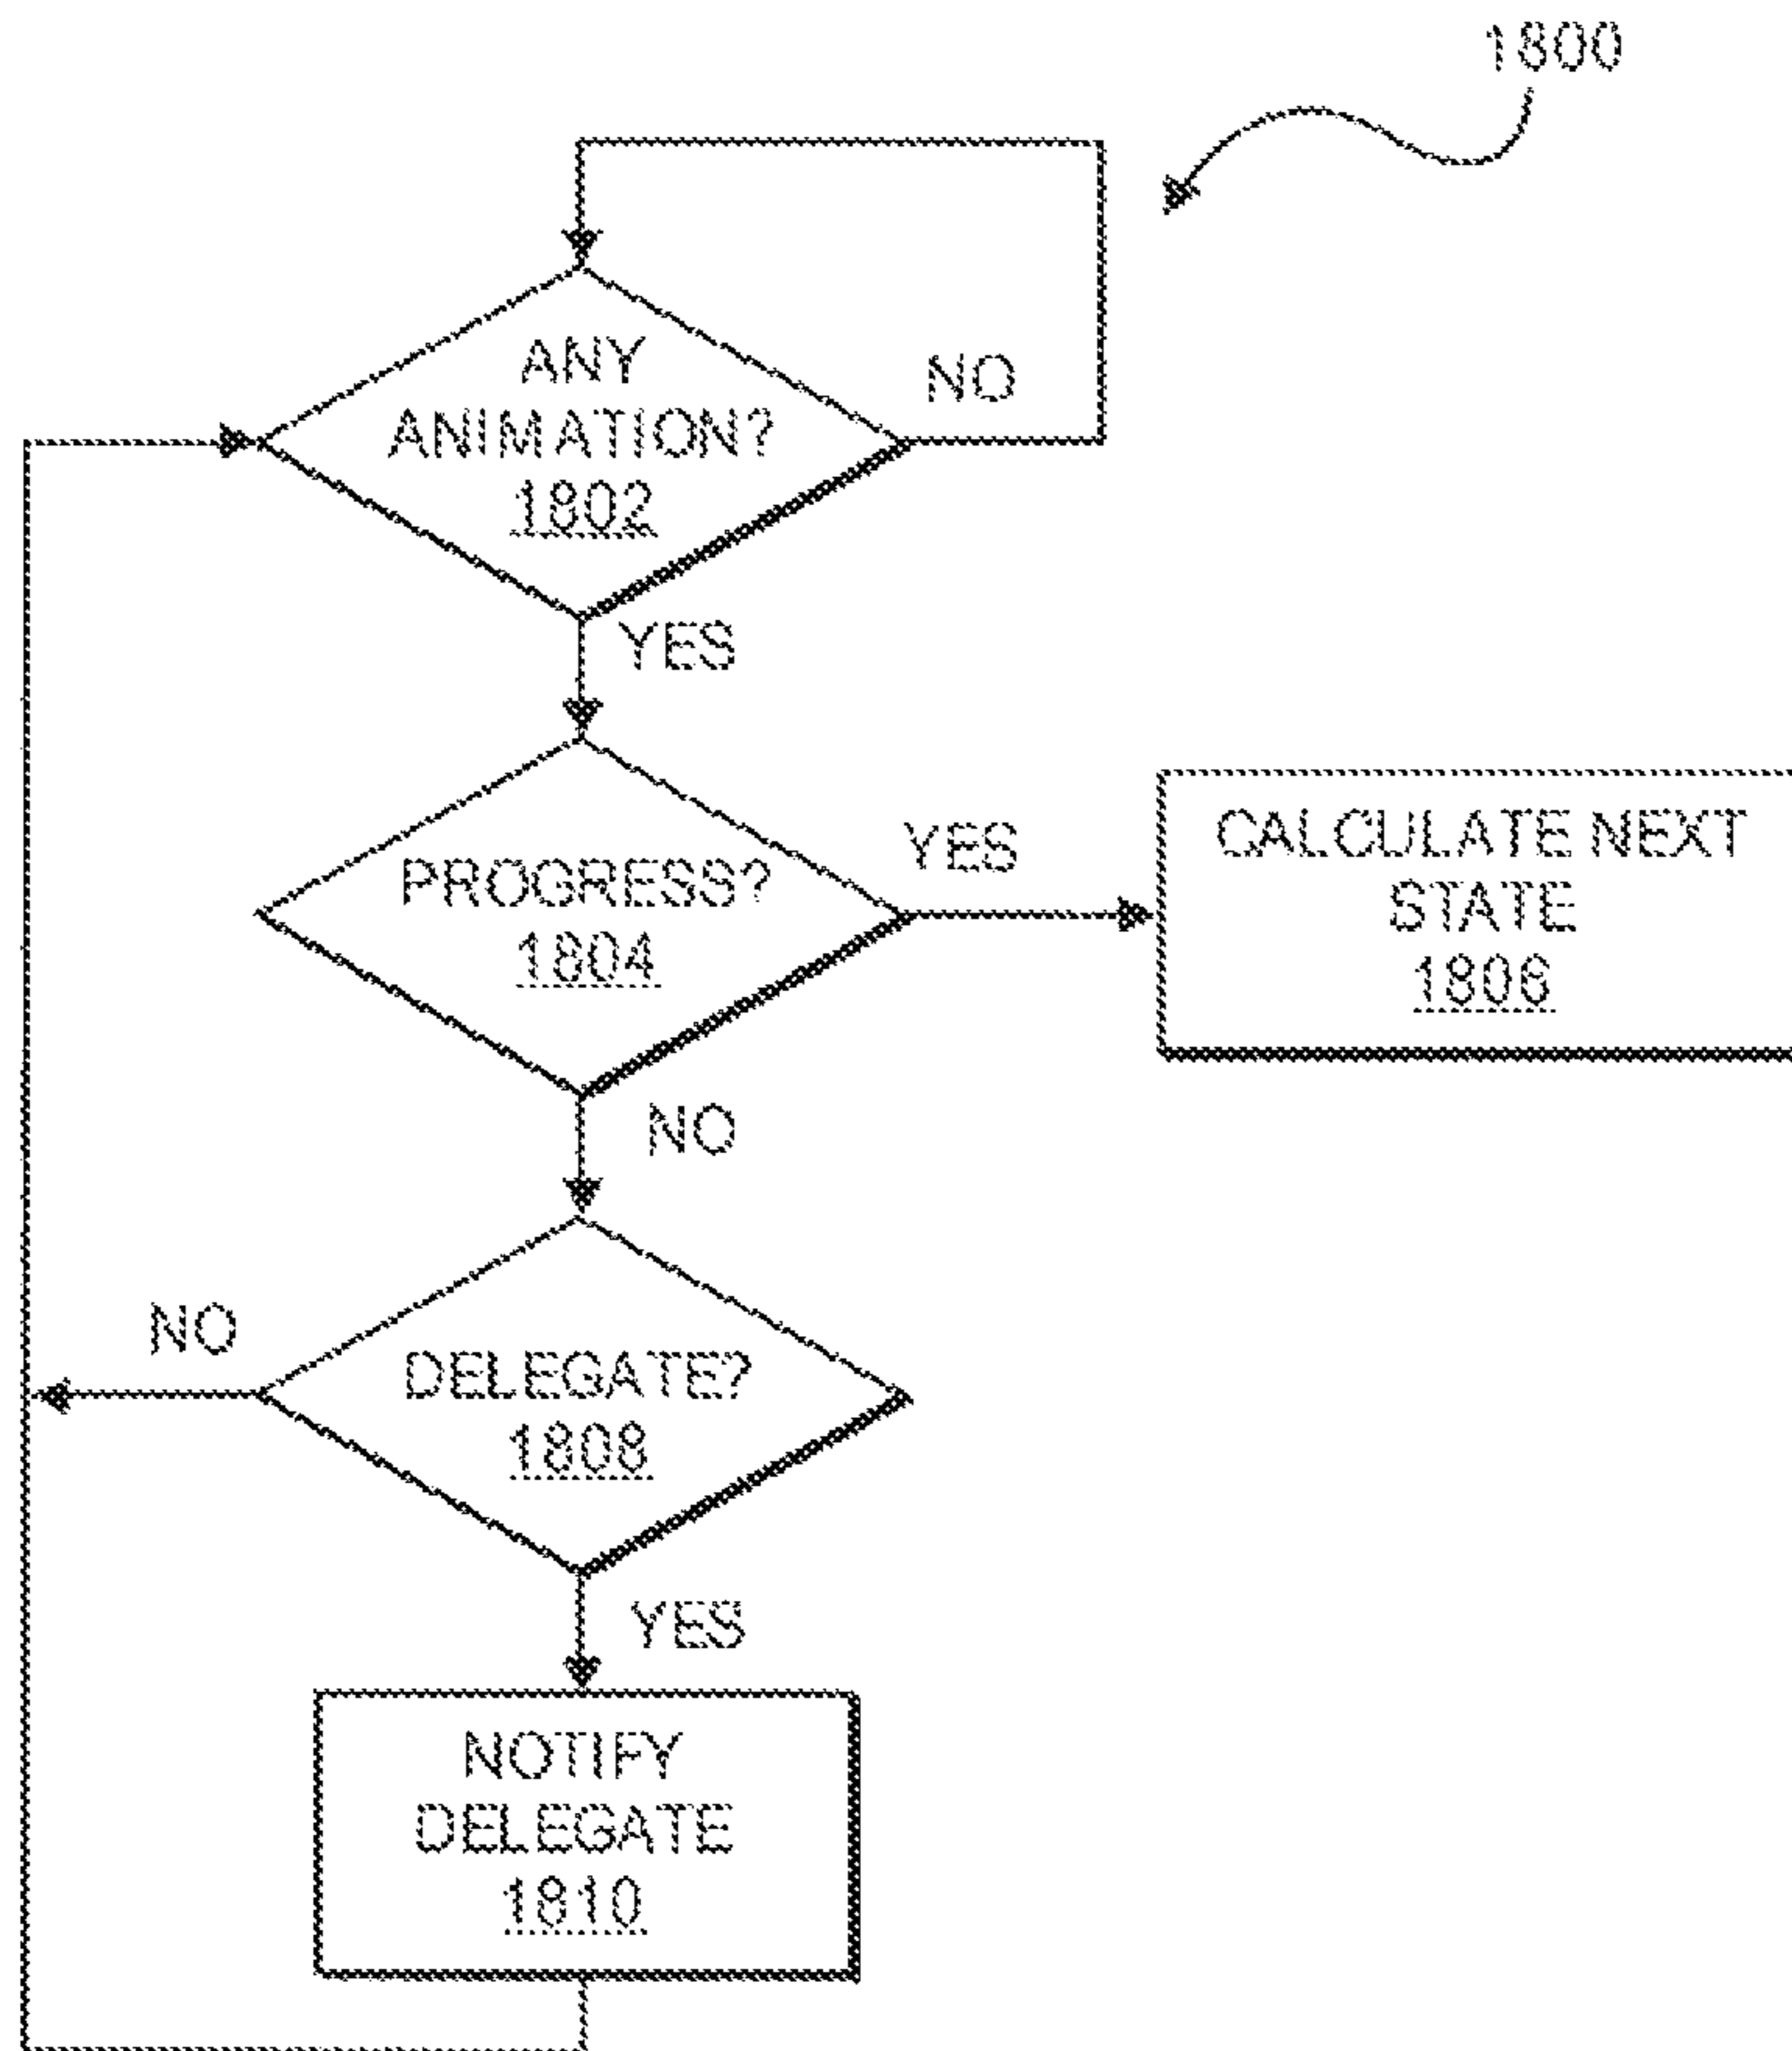 1800
ANY
ANIMATION?
1802
NO
YES
PROGRESS?
1804
YES
CALCULATE NEXT
STATE
1806
NO
DELEGATE?
1808
NO
YES
NOTIFY
DELEGATE
1810